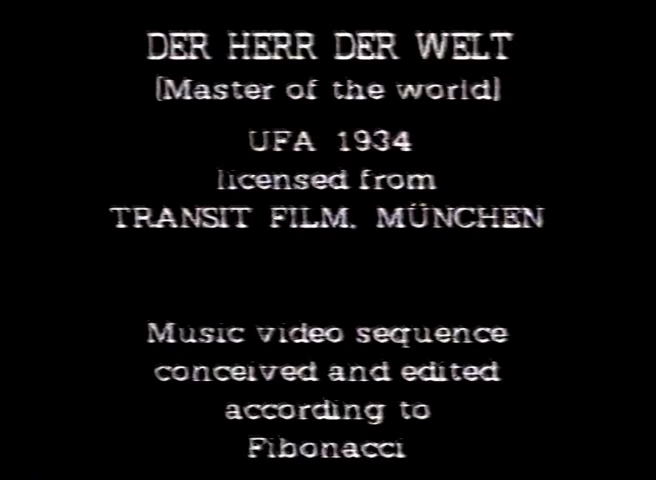 DER HERR DER WELT
(Master of the world)
UFA 1934
licensed from
TRANSIT FILM, MÜNCHEN
Music video sequence
conceived and edited
according to
Fibonacci